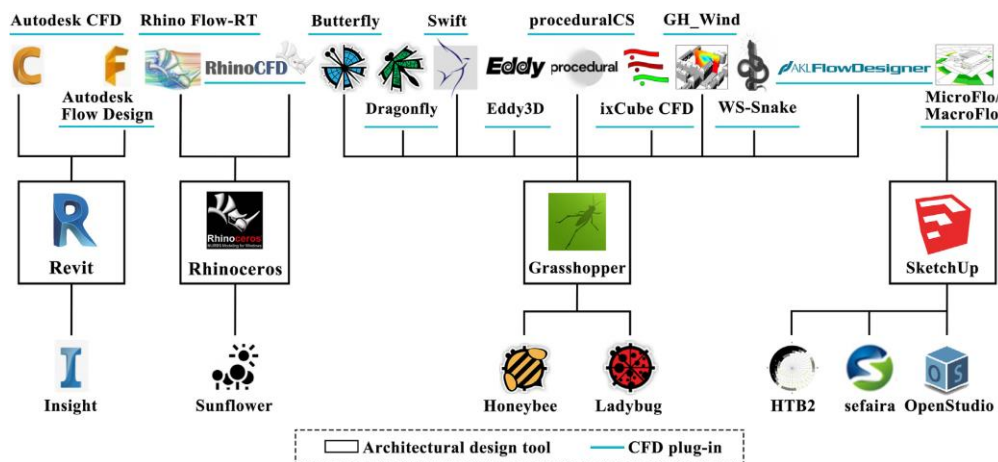 Autodesk CFD
Rhino Flow-RT
Butterfly
Swift
proceduralCS
GH_Wind
RhinoCFD
Eddy
procedural
AKLFlowDesigner
Autodesk
Flow Design
Dragonfly
Eddy3D
ixCube CFD
WS-Snake
MicroFlo/
MacroFlo
Rhinoceros
Revit
Rhinoceros
Grasshopper
SketchUp
Insight
Sunflower
Honeybee
Ladybug
HTB2
sefaira
OpenStudio
Architectural design tool
CFD plug-in